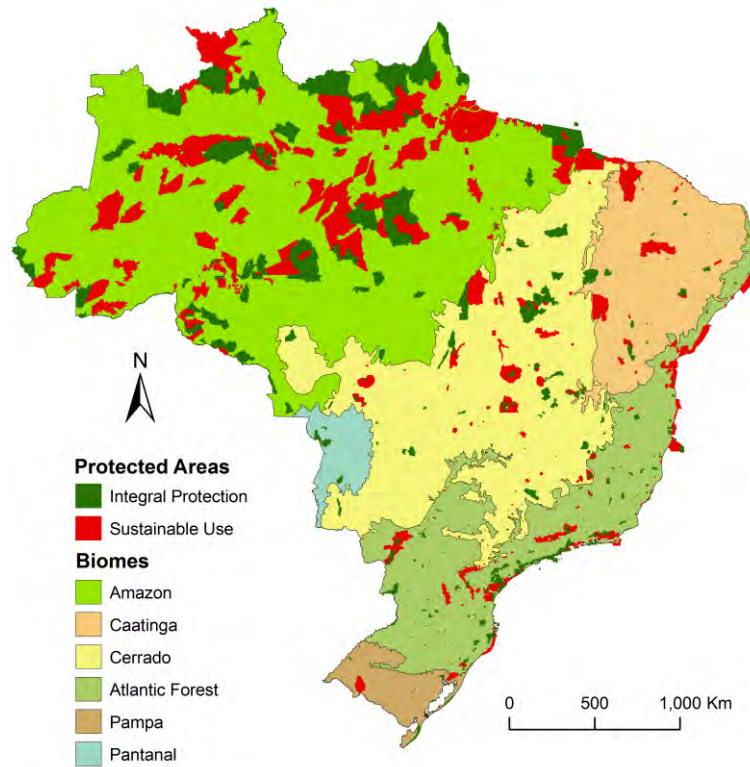 N
Protected Areas
Integral Protection
Sustainable Use
Biomes
Amazon
Caatinga
Cerrado
Atlantic Forest
Pampa
Pantanal
0 500 1,000 Km